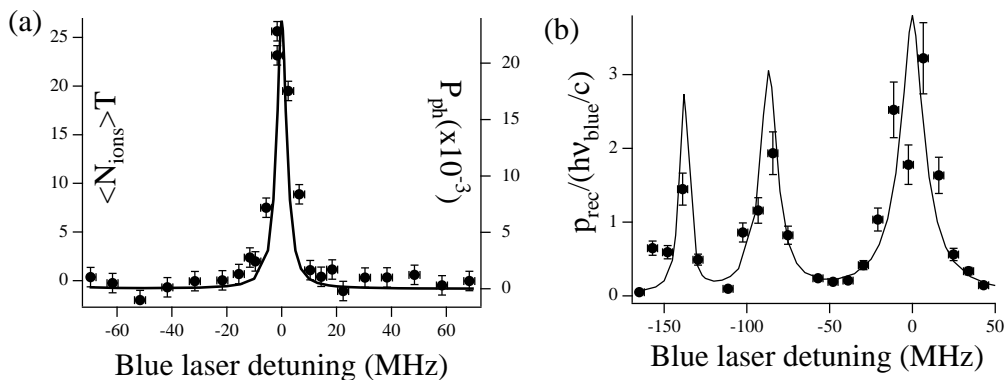 (a)
25
20
15
10
5
0
<N_ions>T
20
15
10
5
0
P_ph(x10^-3)
-60 -40 -20 0 20 40 60
Blue laser detuning (MHz)
(b)
3
2
1
0
p_rec/(hν_blue/c)
-150 -100 -50 0 50
Blue laser detuning (MHz)